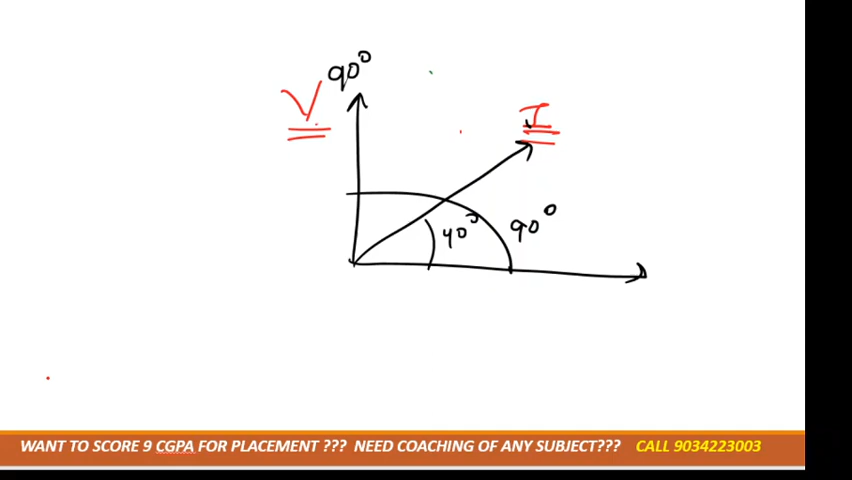 90°
V
I
40°
90°
WANT TO SCORE 9 CGPA FOR PLACEMENT ??? NEED COACHING OF ANY SUBJECT??? CALL 9034223003